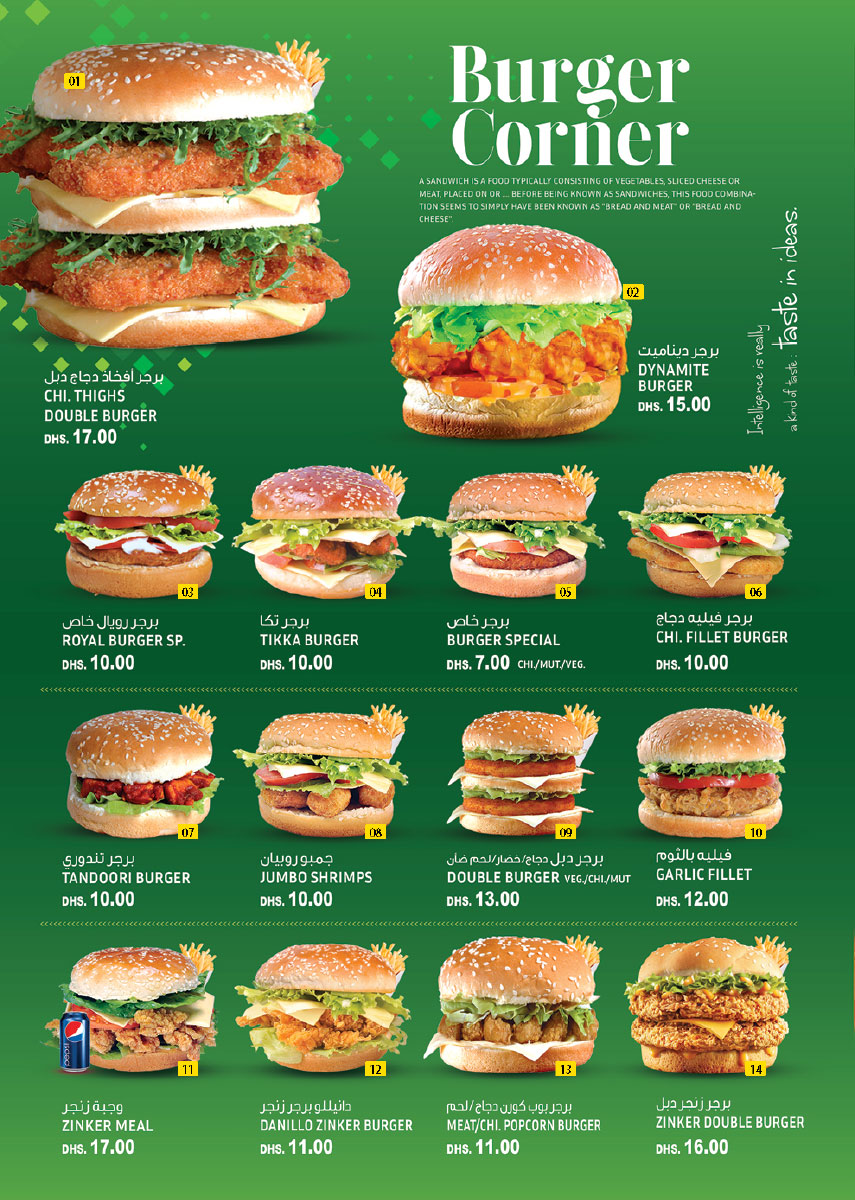 Burger
Corner
A SANDWICH IS A FOOD TYPICALLY CONSISTING OF VEGETABLES, SLICED CHEESE OR
MEAT, PLACED ON OR .... BEFORE BEING KNOWN AS SANDWICHES, THIS FOOD COMBINA-
TION SEEMS TO SIMPLY HAVE BEEN KNOWN AS "BREAD AND MEAT" OR "BREAD AND
CHEESE".
Intelligence is really
a kind of taste : taste in ideas.
01
برجر أفخاذ دجاج دبل
CHI. THIGHS
DOUBLE BURGER
DHS. 17.00
02
برجر ديناميت
DYNAMITE
BURGER
DHS. 15.00
03
برجر رويال خاص
ROYAL BURGER SP.
DHS. 10.00
04
برجر تكا
TIKKA BURGER
DHS. 10.00
05
برجر خاص
BURGER SPECIAL
DHS. 7.00 CHI./MUT./VEG.
06
برجر فيليه دجاج
CHI. FILLET BURGER
DHS. 10.00
07
برجر تندوري
TANDOORI BURGER
DHS. 10.00
08
جمبو روبيان
JUMBO SHRIMPS
DHS. 10.00
09
برجر دبل دجاج/خضار/لحم ضأن
DOUBLE BURGER VEG./CHI./MUT
DHS. 13.00
10
فيليه بالثوم
GARLIC FILLET
DHS. 12.00
pepsi
11
وجبة زنجر
ZINKER MEAL
DHS. 17.00
12
دانيللو برجر زنجر
DANILLO ZINKER BURGER
DHS. 11.00
13
برجر بوب كورن دجاج/لحم
MEAT/CHI. POPCORN BURGER
DHS. 11.00
14
برجر زنجر دبل
ZINKER DOUBLE BURGER
DHS. 16.00